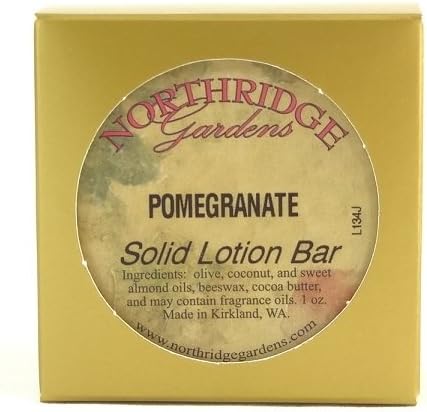 NORTHRIDGE
Gardens
POMEGRANATE
L134J
Solid Lotion Bar
Ingredients: olive, coconut, and sweet
almond oils, beeswax, cocoa butter,
and may contain fragrance oils. 1 oz.
Made in Kirkland, WA.
www.northridgegardens.com